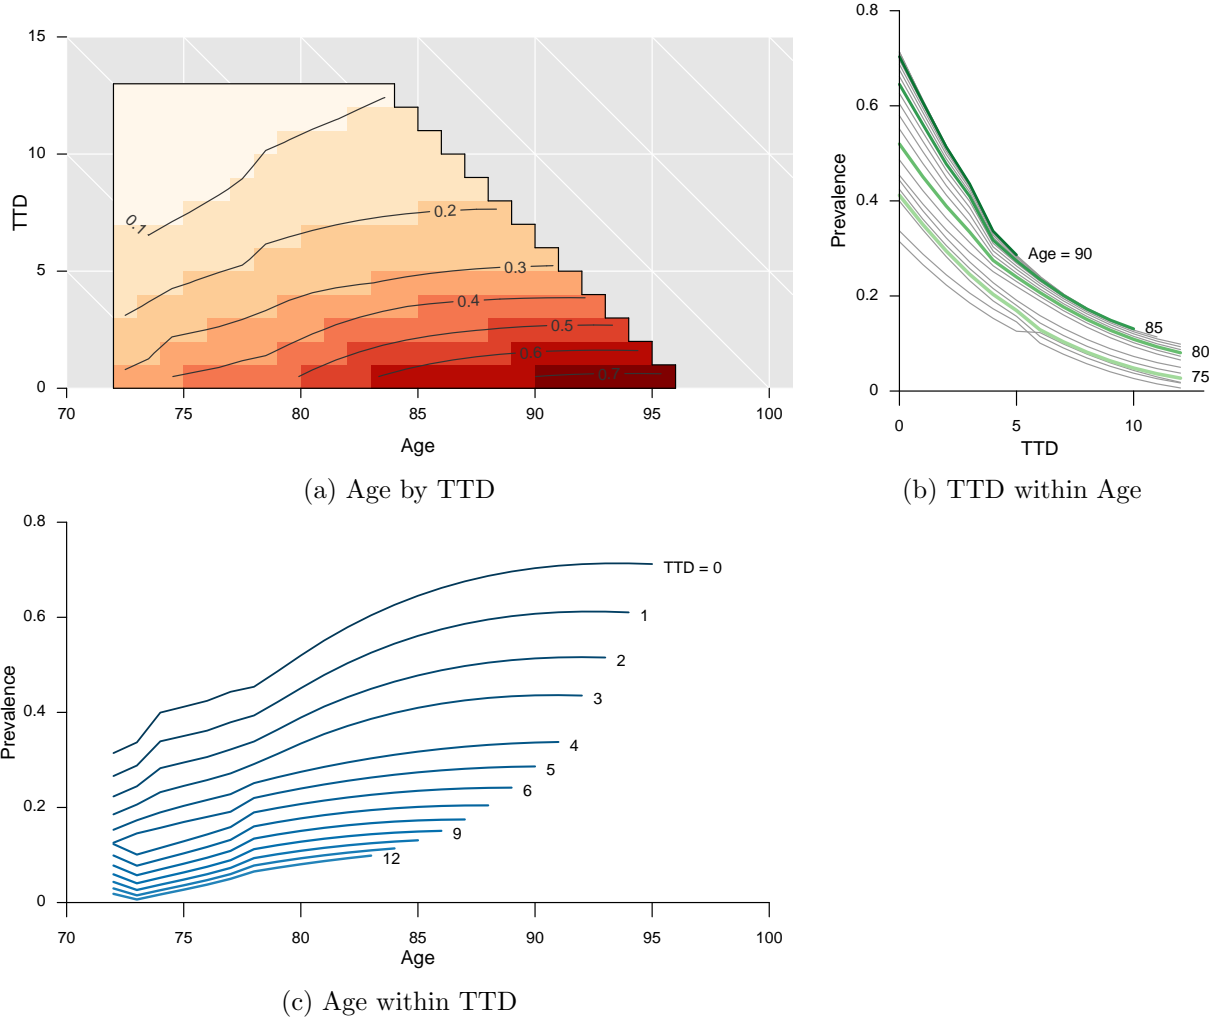 15
10
5
0
TTD
0.1
0.2
0.3
0.4
0.5
0.6
0.7
70 75 80 85 90 95 100
Age
(a) Age by TTD
0.8
0.6
0.4
0.2
0
Prevalence
Age = 90
85
80
75
0 5 10
TTD
(b) TTD within Age
0.8
0.6
0.4
0.2
0
Prevalence
TTD = 0
1
2
3
4
5
6
9
12
70 75 80 85 90 95 100
Age
(c) Age within TTD